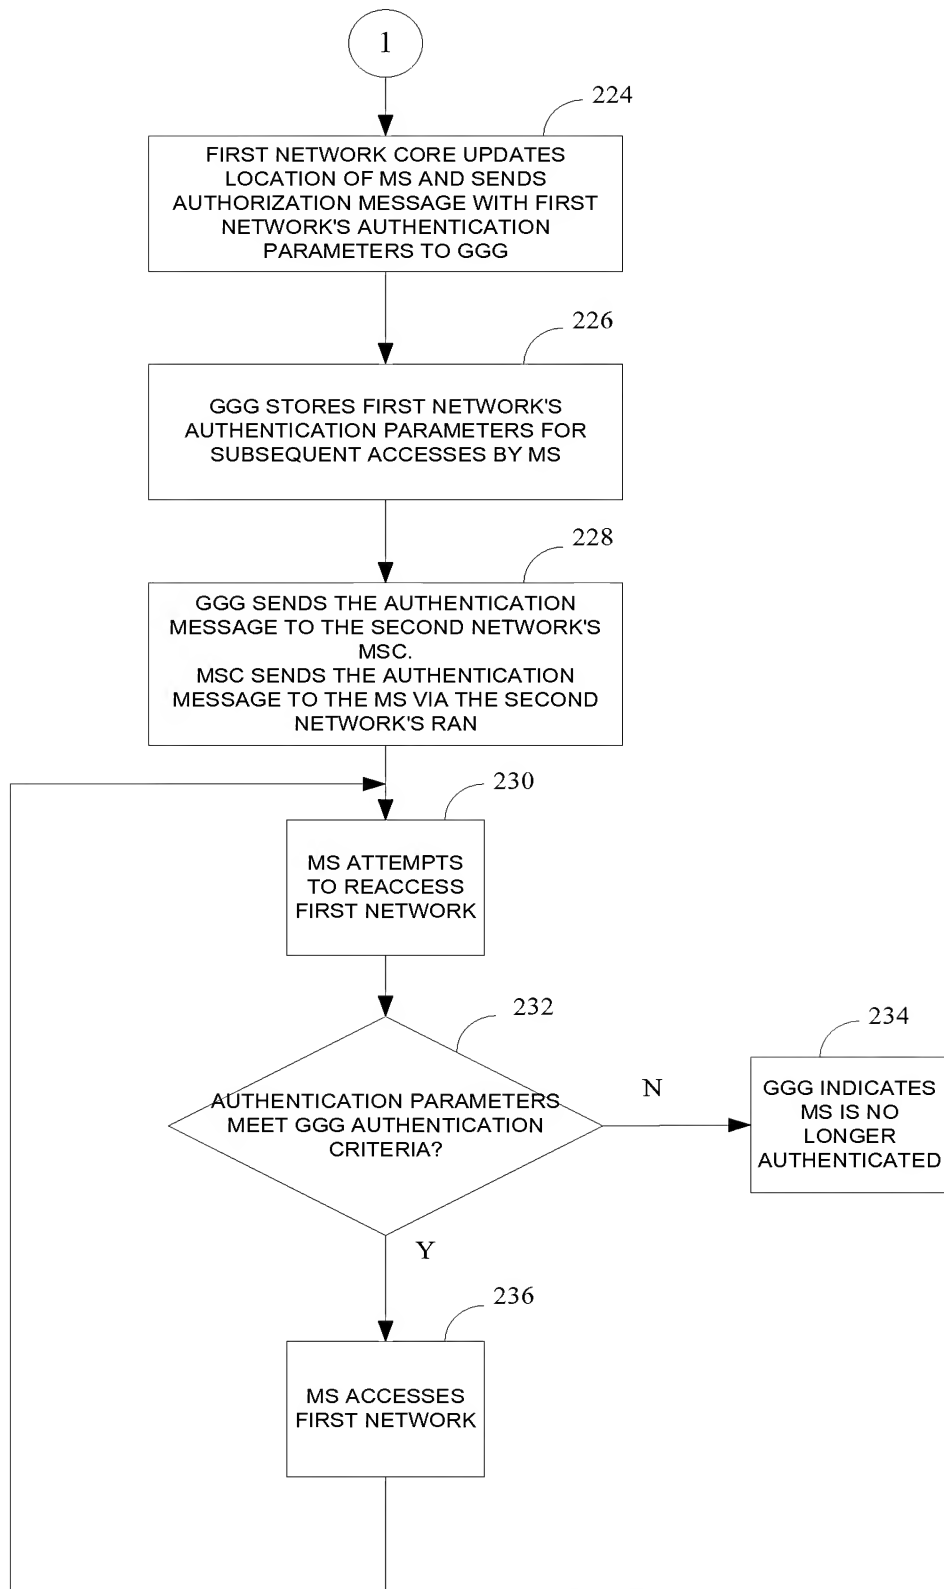 1
224
FIRST NETWORK CORE UPDATES
LOCATION OF MS AND SENDS
AUTHORIZATION MESSAGE WITH FIRST
NETWORK'S AUTHENTICATION
PARAMETERS TO GGG
226
GGG STORES FIRST NETWORK'S
AUTHENTICATION PARAMETERS FOR
SUBSEQUENT ACCESSES BY MS
228
GGG SENDS THE AUTHENTICATION
MESSAGE TO THE SECOND NETWORK'S
MSC.
MSC SENDS THE AUTHENTICATION
MESSAGE TO THE MS VIA THE SECOND
NETWORK'S RAN
230
MS ATTEMPTS
TO REACCESS
FIRST NETWORK
232
AUTHENTICATION PARAMETERS
MEET GGG AUTHENTICATION
CRITERIA?
N
234
GGG INDICATES
MS IS NO
LONGER
AUTHENTICATED
Y
236
MS ACCESSES
FIRST NETWORK